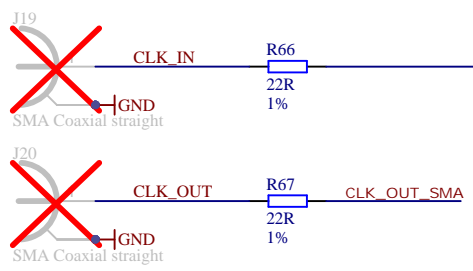 J19
CLK_IN
R66
22R
1%
GND
SMA Coaxial straight
J20
CLK_OUT
R67
CLK_OUT_SMA
22R
1%
GND
SMA Coaxial straight